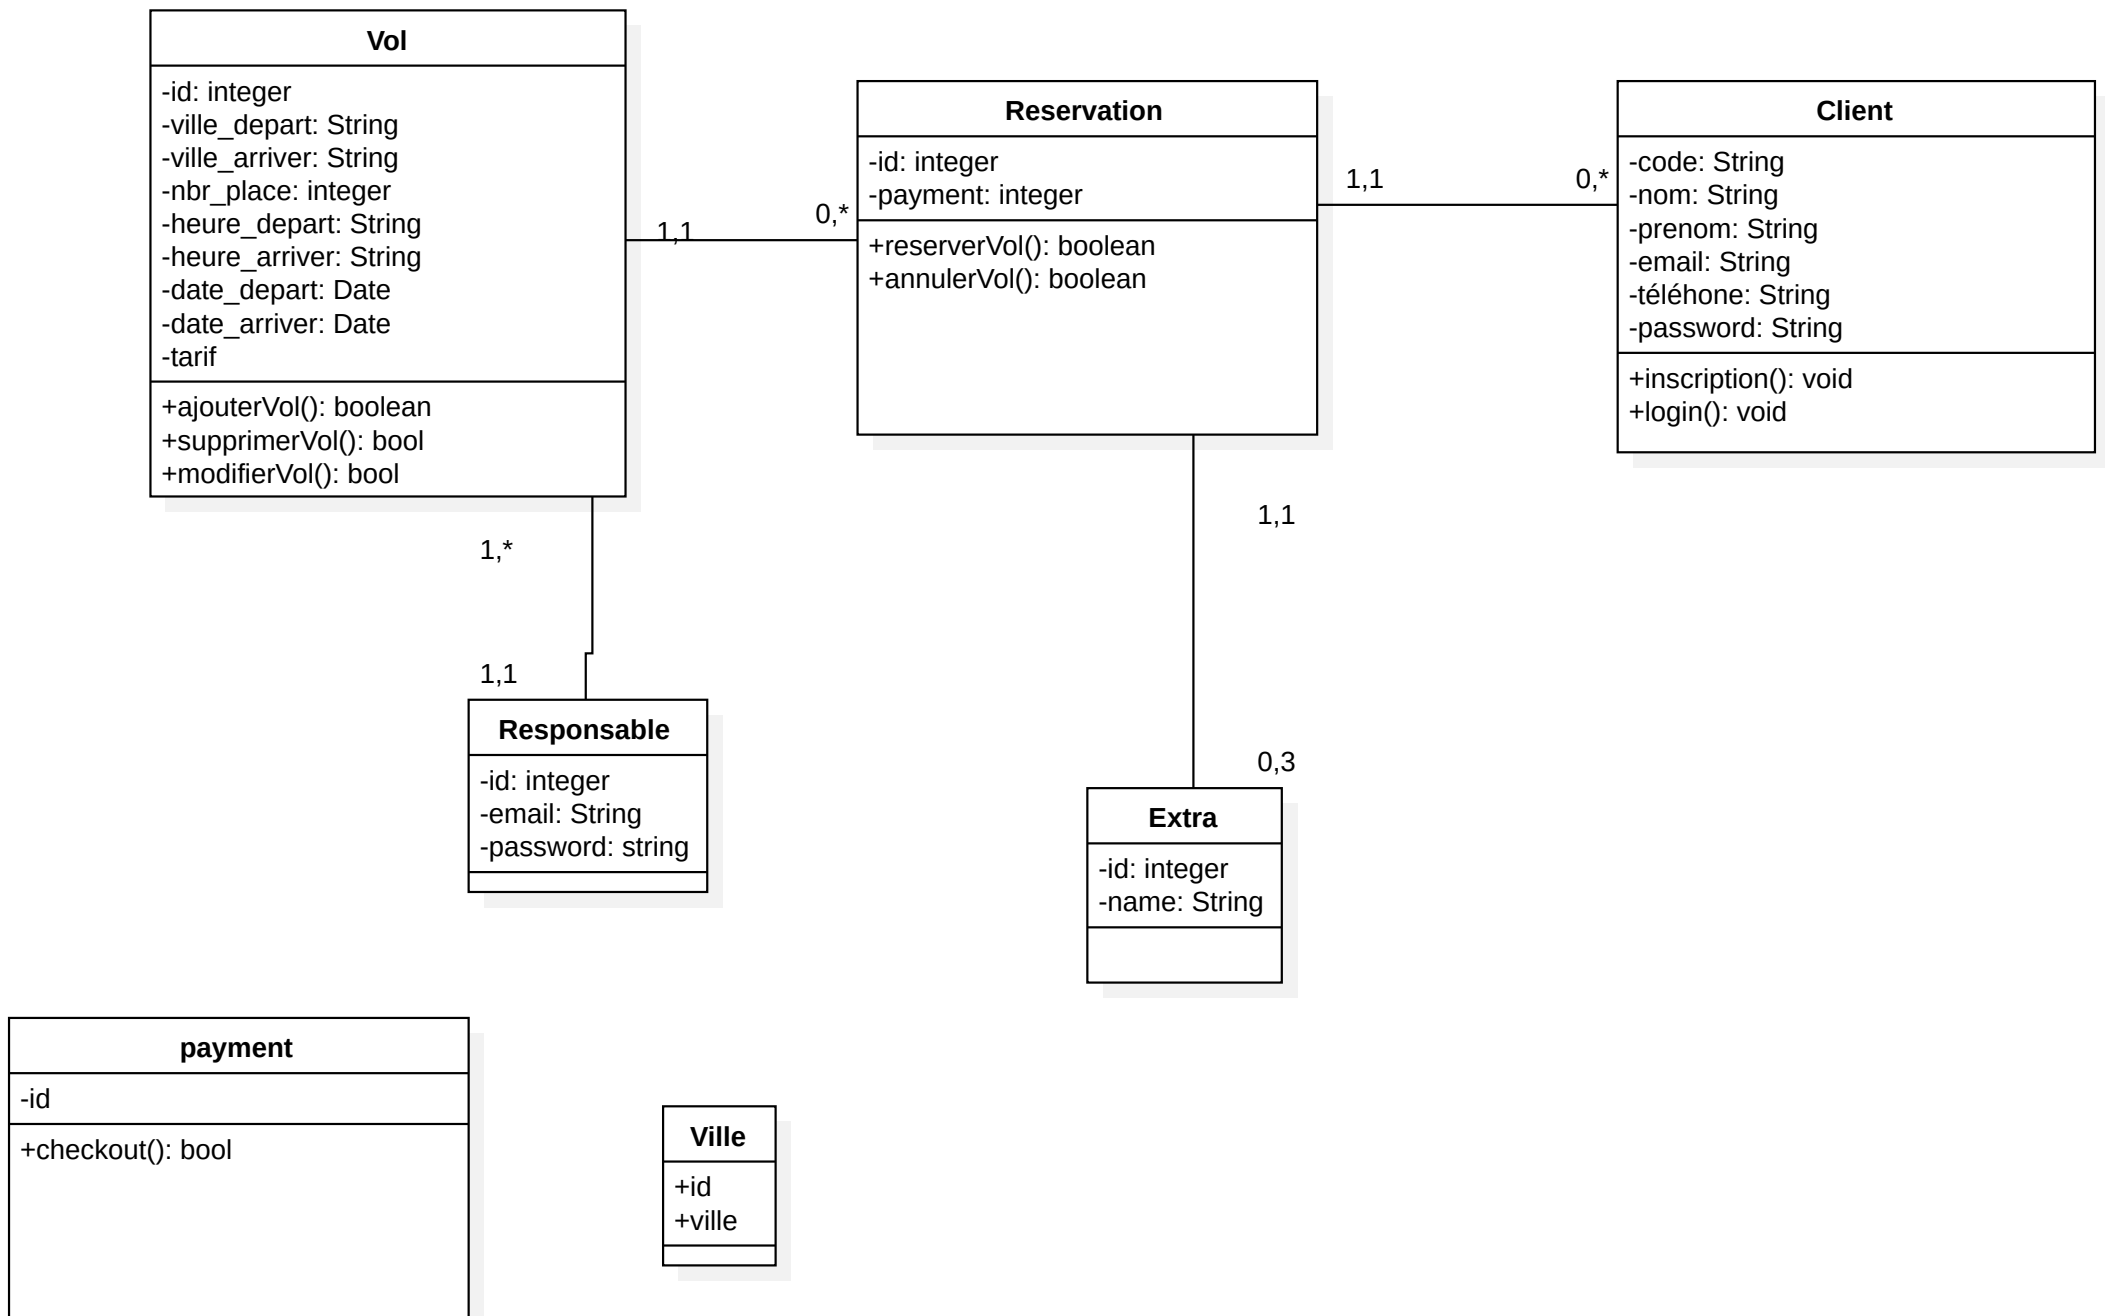 Vol
-id: integer
-ville_depart: String
-ville_arriver: String
-nbr_place: integer
-heure_depart: String
-heure_arriver: String
-date_depart: Date
-date_arriver: Date
-tarif
+ajouterVol(): boolean
+supprimerVol(): bool
+modifierVol(): bool
1,1
0,*
Reservation
-id: integer
-payment: integer
+reserverVol(): boolean
+annulerVol(): boolean
1,1
0,*
Client
-code: String
-nom: String
-prenom: String
-email: String
-téléhone: String
-password: String
+inscription(): void
+login(): void
1,*
1,1
Responsable
-id: integer
-email: String
-password: string
1,1
0,3
Extra
-id: integer
-name: String
payment
-id
+checkout(): bool
Ville
+id
+ville